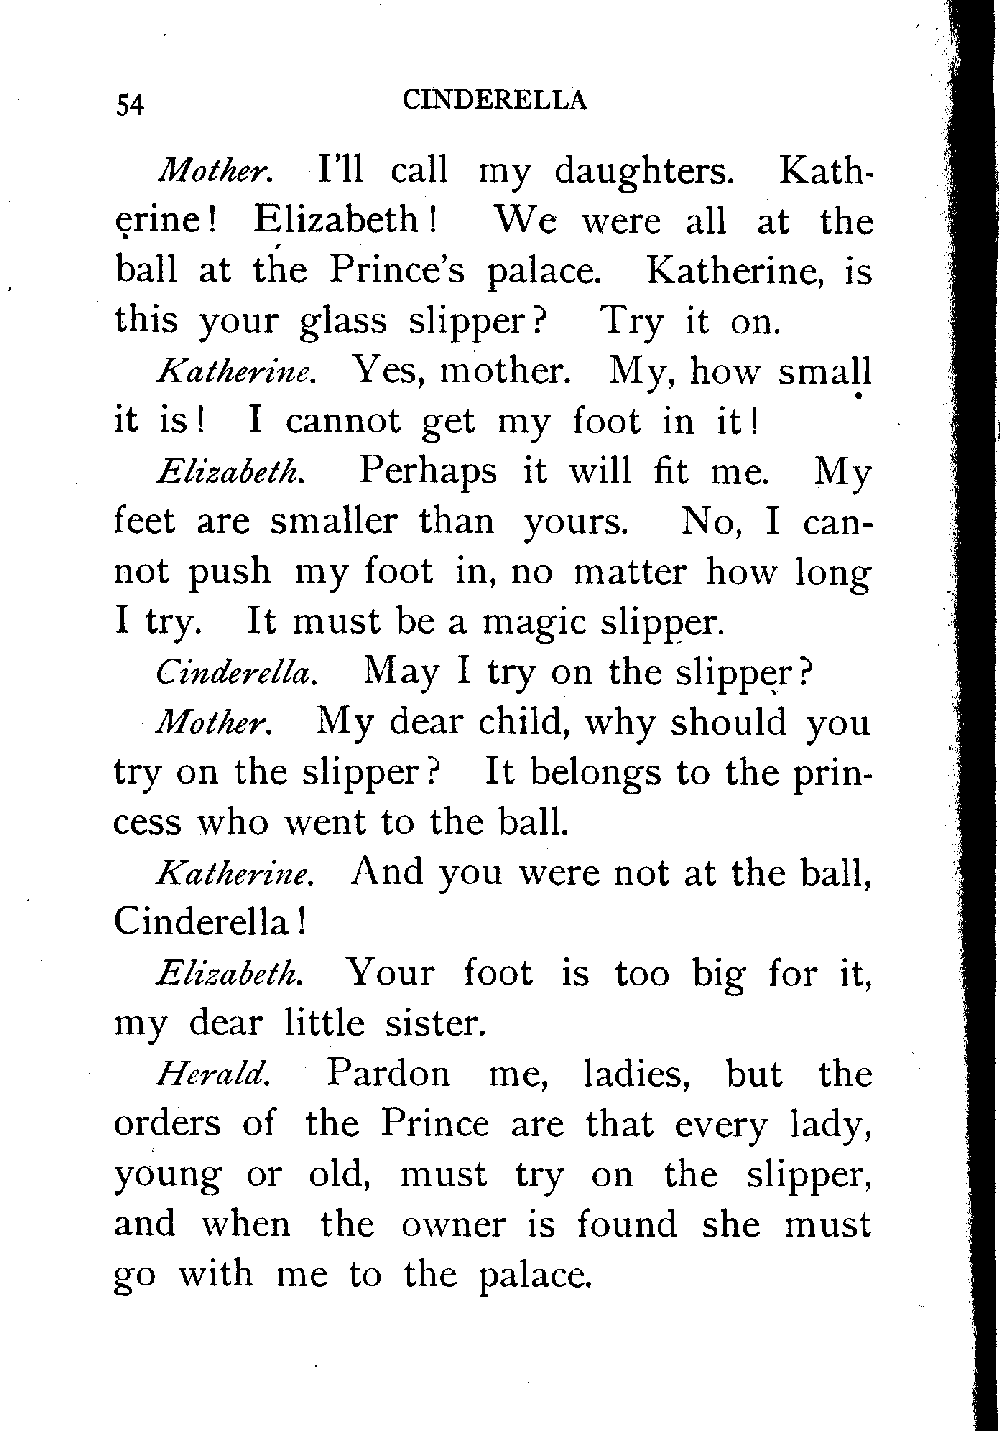 54 CINDERELLA
Mother. I'll call my daughters. Kath-
erine! Elizabeth! We were all at the
ball at the Prince's palace. Katherine, is
this your glass slipper? Try it on.
Katherine. Yes, mother. My, how small
it is! I cannot get my foot in it!
Elizabeth. Perhaps it will fit me. My
feet are smaller than yours. No, I can-
not push my foot in, no matter how long
I try. It must be a magic slipper.
Cinderella. May I try on the slipper?
Mother. My dear child, why should you
try on the slipper? It belongs to the prin-
cess who went to the ball.
Katherine. And you were not at the ball,
Cinderella!
Elizabeth. Your foot is too big for it,
my dear little sister.
Herald. Pardon me, ladies, but the
orders of the Prince are that every lady,
young or old, must try on the slipper,
and when the owner is found she must
go with me to the palace.